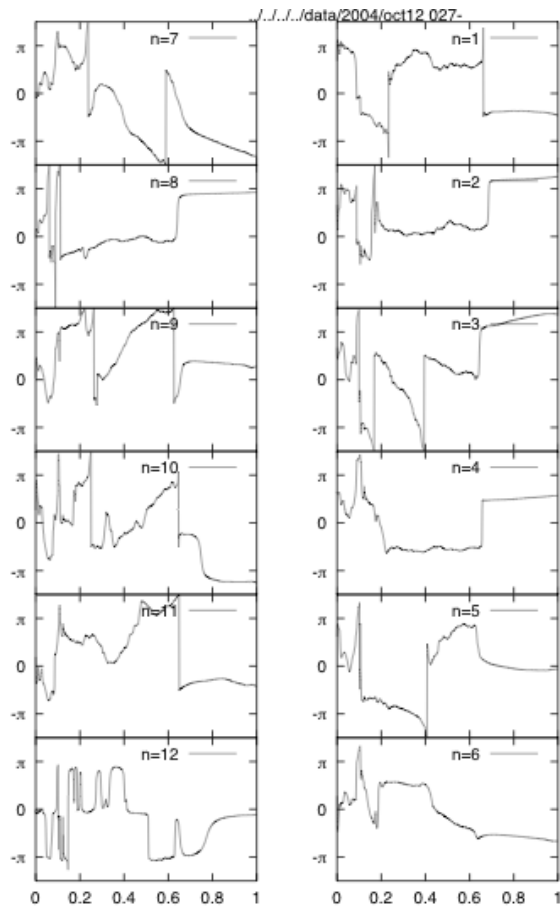 ../../../../data/2004/oct12_027-
n=7
π
0
-π
n=1
π
0
-π
n=8
π
0
-π
n=2
π
0
-π
n=9
π
0
-π
n=3
π
0
-π
n=10
π
0
-π
n=4
π
0
-π
n=11
π
0
-π
n=5
π
0
-π
n=12
π
0
-π
n=6
π
0
-π
0 0.2 0.4 0.6 0.8 1
0 0.2 0.4 0.6 0.8 1